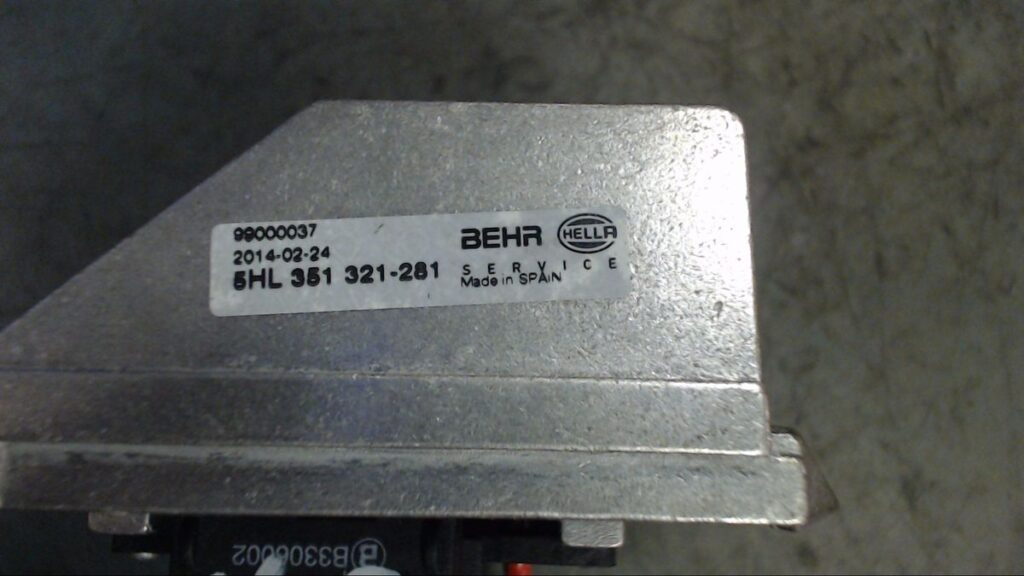 99000037
2014-02-24
5HL 351 321-281
BEHR HELLA
SERVICE
Made in SPAIN
B3306002